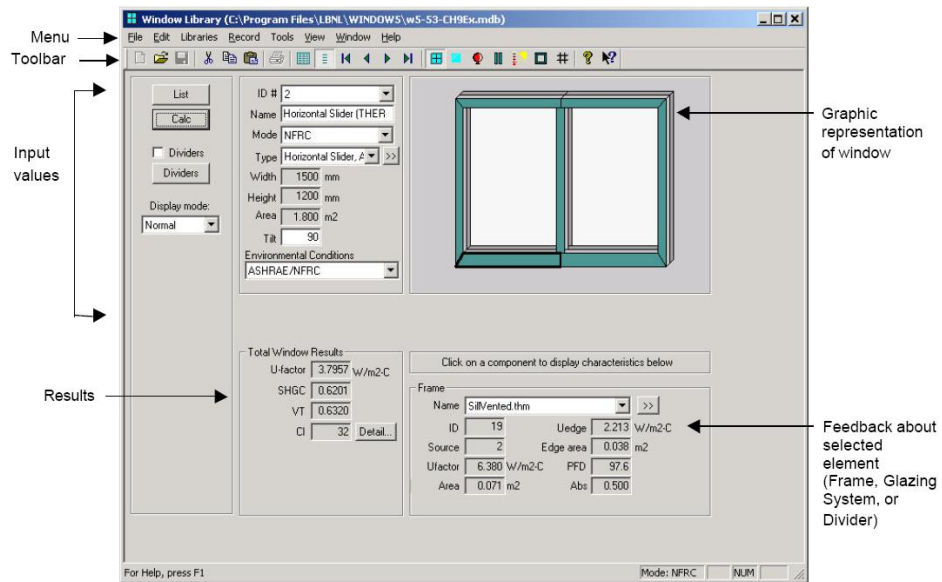 Window Library (C:\Program Files\LBNL\WINDOW5\w5-53-CH9Ex.mdb)
Menu
File Edit Libraries Record Tools View Window Help
Toolbar
Input values
List
Calc
Dividers
Dividers
Display mode:
Normal
ID # 2
Name Horizontal Slider (THER
Mode NFRC
Type Horizontal Slider, A >>
Width 1500 mm
Height 1200 mm
Area 1.800 m2
Tilt 90
Environmental Conditions
ASHRAE/NFRC
Graphic
representation
of window
Results
Total Window Results
U-factor 3.7957 W/m2-C
SHGC 0.6201
VT 0.6320
CI 32 Detail...
Click on a component to display characteristics below
Frame
Name SillVented.thm >>
ID 19 Uedge 2.213 W/m2-C
Source 2 Edge area 0.038 m2
Ufactor 6.380 W/m2-C PFD 97.6
Area 0.071 m2 Abs 0.500
Feedback about
selected
element
(Frame, Glazing
System, or
Divider)
For Help, press F1
Mode: NFRC NUM